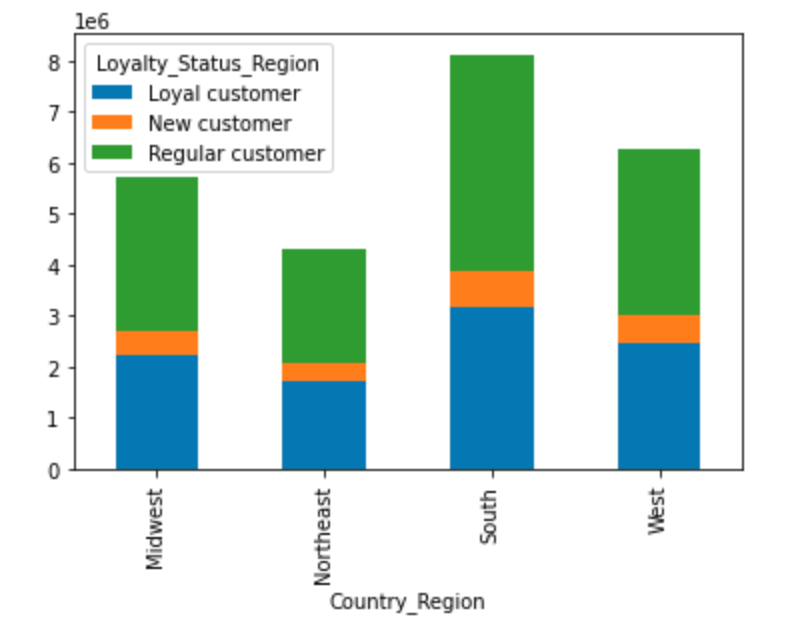 1e6
Loyalty_Status_Region
Loyal customer
New customer
Regular customer
8
7
6
5
4
3
2
1
0
Midwest
Northeast
South
West
Country_Region